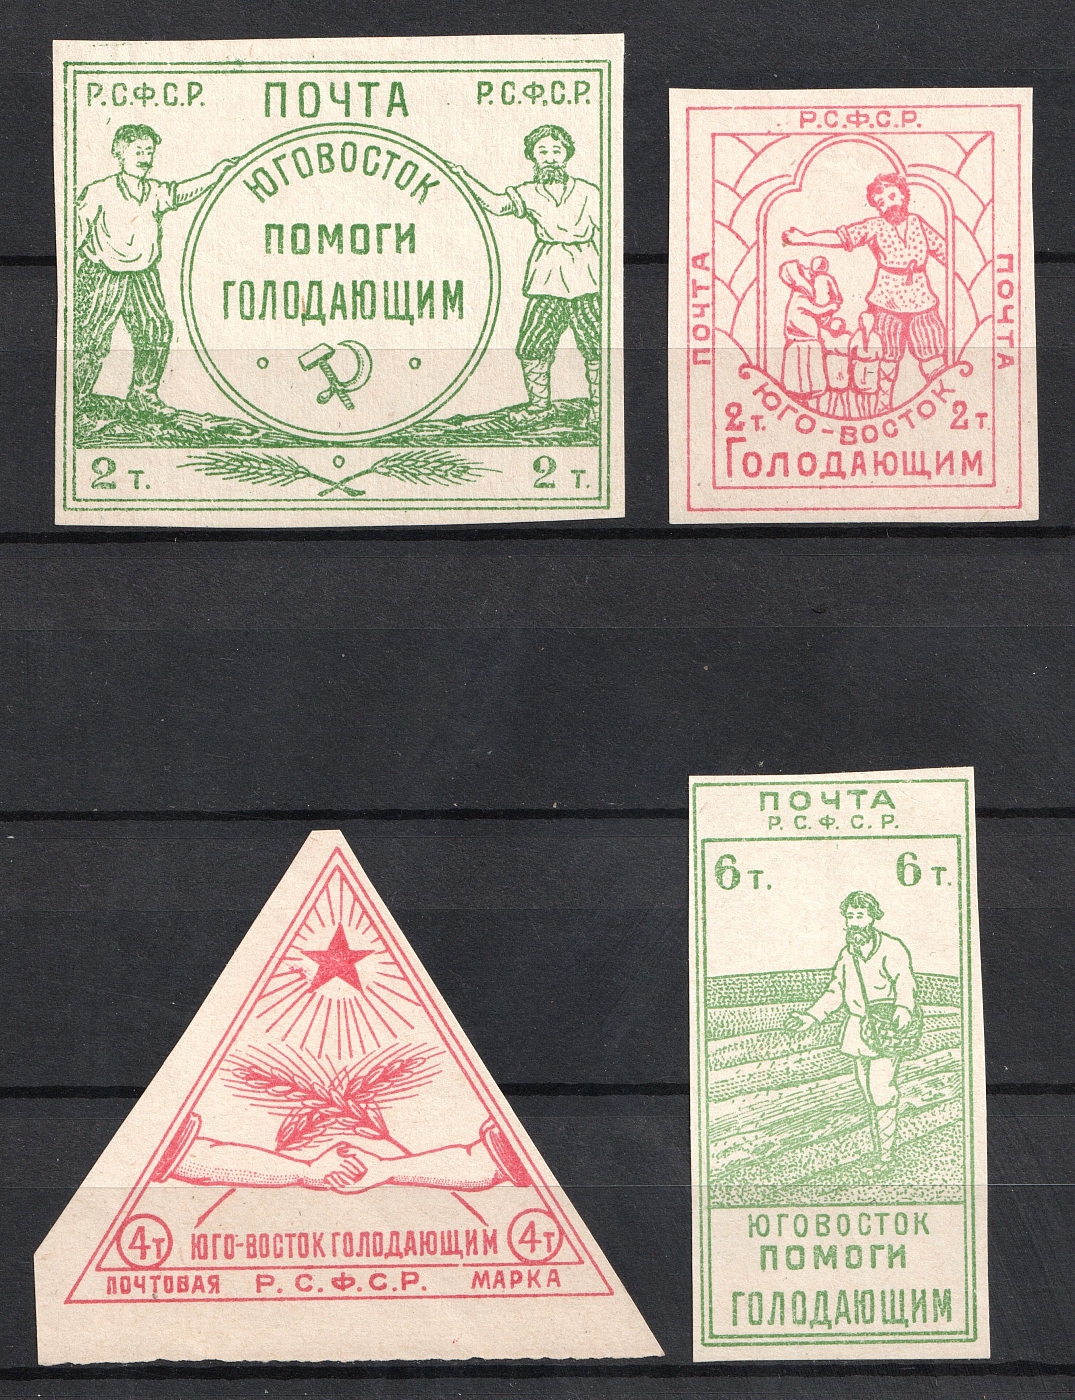 Р.С.Ф.С.Р. ПОЧТА Р.С.Ф.С.Р.
ЮГОВОСТОК
ПОМОГИ
ГОЛОДАЮЩИМ
2 Т. 2 Т.
Р.С.Ф.С.Р.
ПОЧТА
ПОЧТА
ЮГО-ВОСТОК
2 Т. 2 Т.
ГОЛОДАЮЩИМ
4Т ЮГО-ВОСТОК ГОЛОДАЮЩИМ 4Т
ПОЧТОВАЯ Р.С.Ф.С.Р. МАРКА
ПОЧТА
Р.С.Ф.С.Р.
6 Т. 6 Т.
ЮГОВОСТОК
ПОМОГИ
ГОЛОДАЮЩИМ